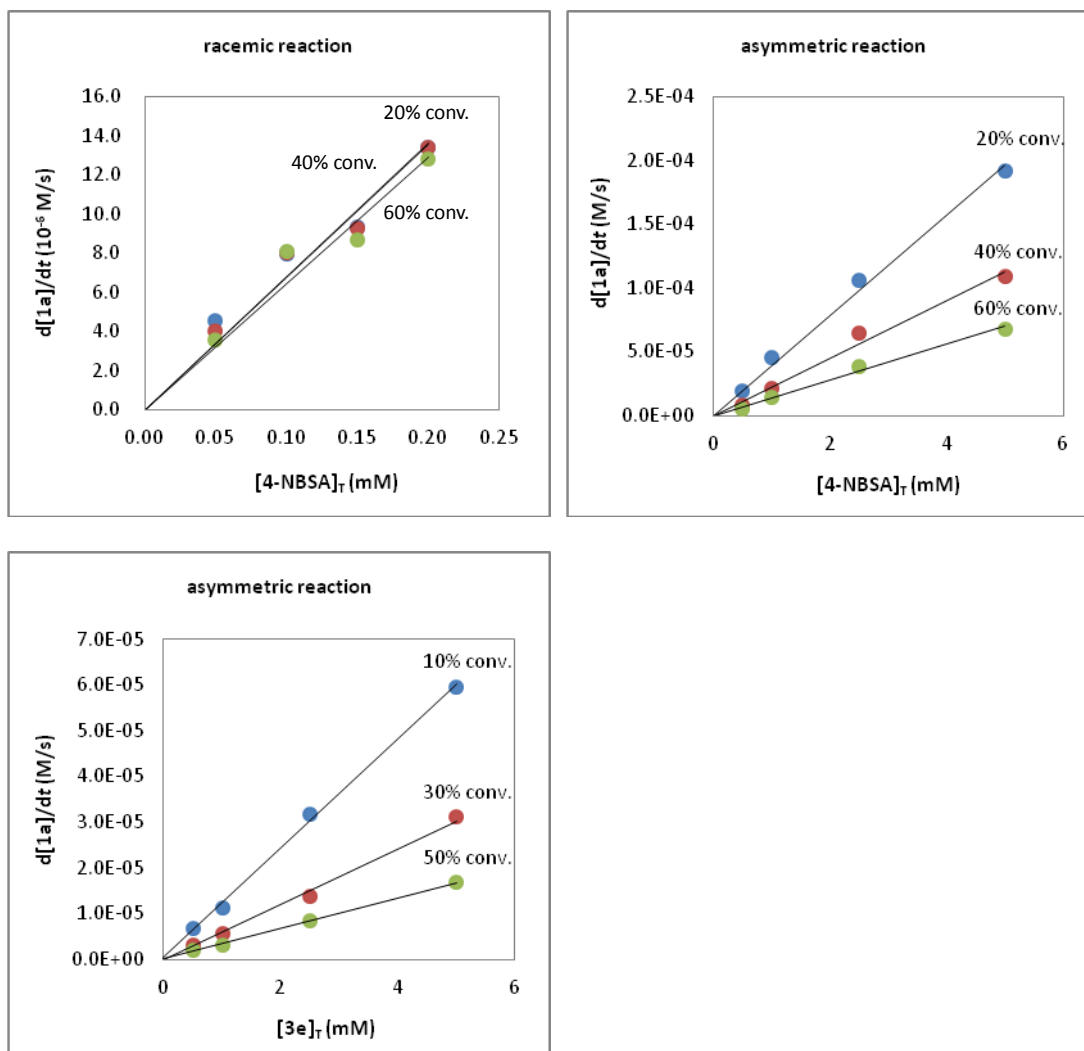 racemic reaction
16.0
14.0
12.0
10.0
8.0
6.0
4.0
2.0
0.0
d[1a]/dt (10⁻⁶ M/s)
20% conv.
40% conv.
60% conv.
0.00 0.05 0.10 0.15 0.20 0.25
[4-NBSA]T (mM)
asymmetric reaction
2.5E-04
2.0E-04
1.5E-04
1.0E-04
5.0E-05
0.0E+00
d[1a]/dt (M/s)
20% conv.
40% conv.
60% conv.
0 2 4 6
[4-NBSA]T (mM)
asymmetric reaction
7.0E-05
6.0E-05
5.0E-05
4.0E-05
3.0E-05
2.0E-05
1.0E-05
0.0E+00
d[1a]/dt (M/s)
10% conv.
30% conv.
50% conv.
0 2 4 6
[3e]T (mM)